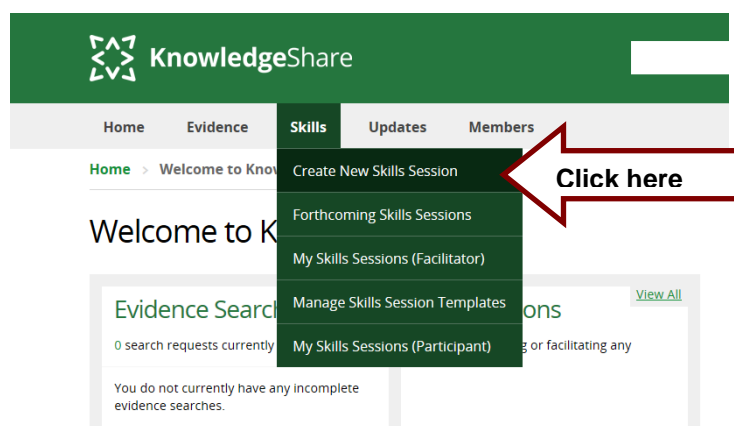 KnowledgeShare
Home Evidence Skills Updates Members
Home > Welcome to Know
Create New Skills Session
Click here
Forthcoming Skills Sessions
Welcome to K
My Skills Sessions (Facilitator)
Manage Skills Session Templates
My Skills Sessions (Participant)
View All
Evidence Search
ons
0 search requests currently
g or facilitating any
You do not currently have any incomplete
evidence searches.